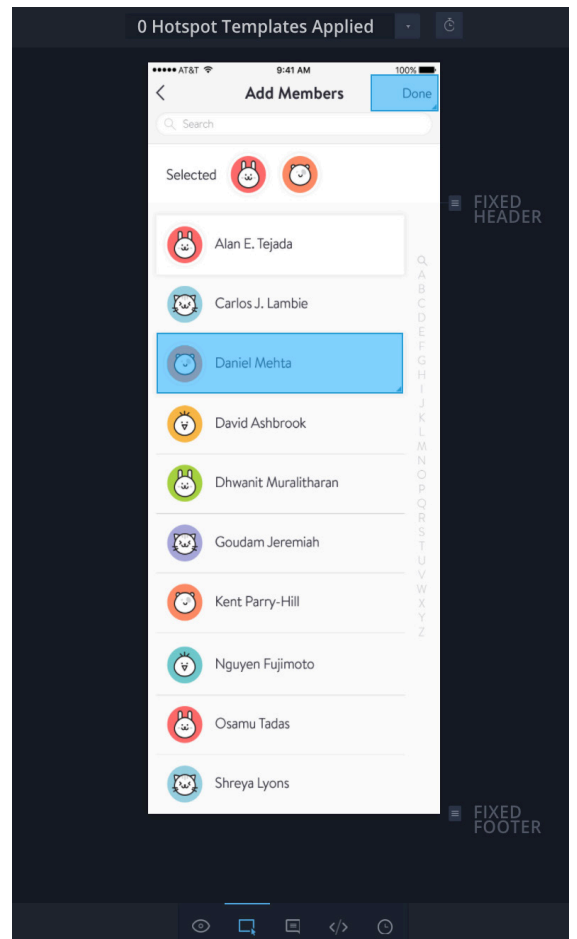 0 Hotspot Templates Applied
AT&T 9:41 AM 100%
Add Members Done
Search
Selected
FIXED
HEADER
Alan E. Tejada
Carlos J. Lambie
Daniel Mehta
David Ashbrook
Dhwanit Muralitharan
Goudam Jeremiah
Kent Parry-Hill
Nguyen Fujimoto
Osamu Tadas
Shreya Lyons
A
B
C
D
E
F
G
H
I
J
K
L
M
N
O
P
Q
R
S
T
U
V
W
X
Y
Z
FIXED
FOOTER